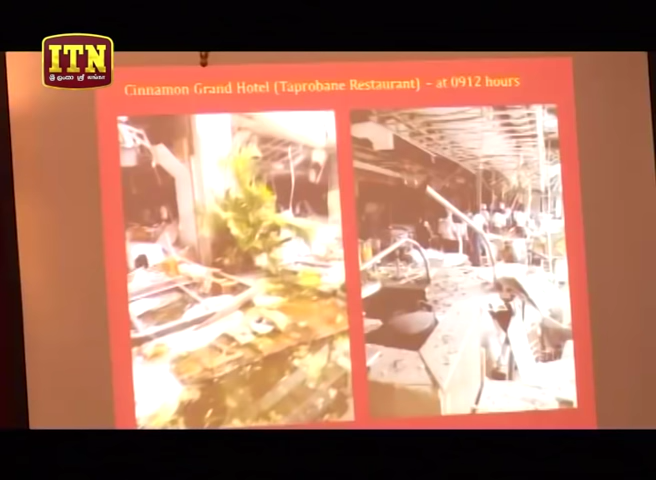 ITN
Cinnamon Grand Hotel (Taprobane Restaurant) - at 0912 hours